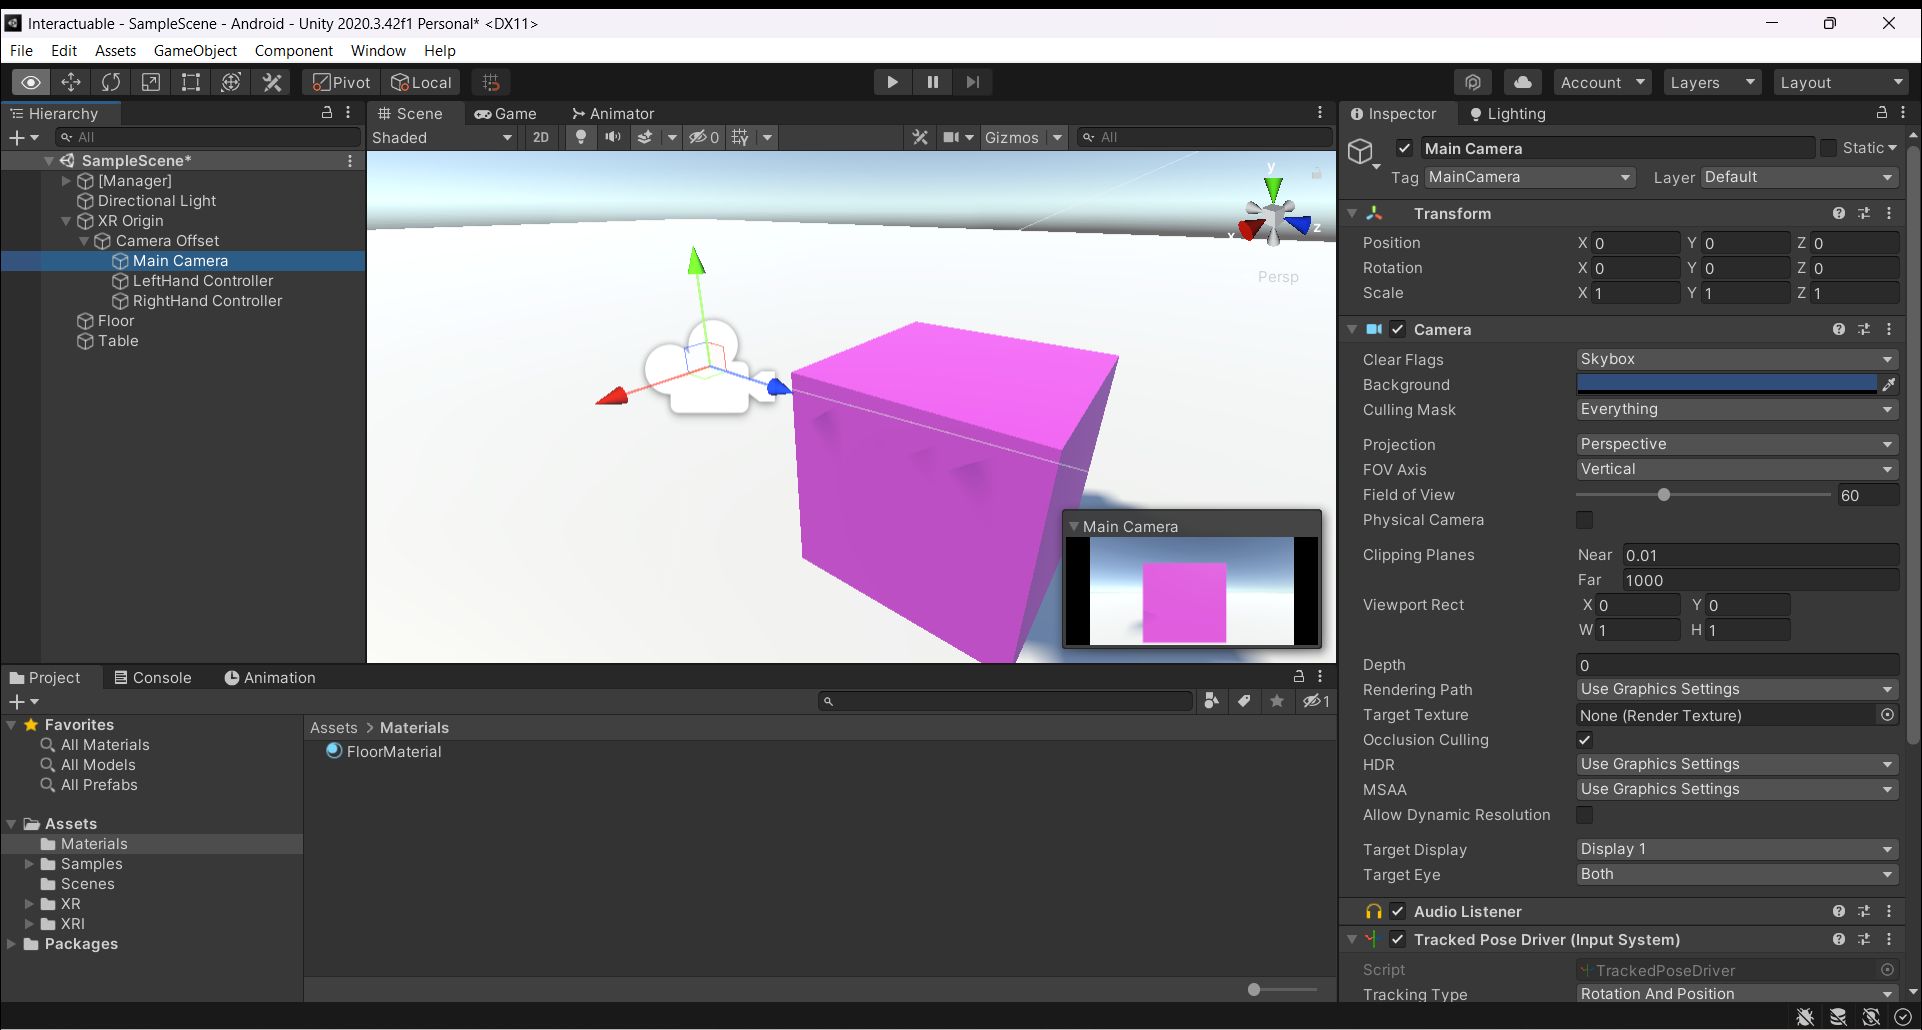 Interactuable - SampleScene - Android - Unity 2020.3.42f1 Personal* <DX11>
File Edit Assets GameObject Component Window Help
Pivot Local Account Layers Layout
Hierarchy
All
SampleScene*
[Manager]
Directional Light
XR Origin
Camera Offset
Main Camera
LeftHand Controller
RightHand Controller
Floor
Table
Scene Game Animator
Shaded 2D 0 Gizmos All
y
x z
Persp
Main Camera
Inspector Lighting
Main Camera Static
Tag MainCamera Layer Default
Transform
Position X 0 Y 0 Z 0
Rotation X 0 Y 0 Z 0
Scale X 1 Y 1 Z 1
Camera
Clear Flags Skybox
Background
Culling Mask Everything
Projection Perspective
FOV Axis Vertical
Field of View 60
Physical Camera
Clipping Planes Near 0.01
Far 1000
Viewport Rect X 0 Y 0
W 1 H 1
Depth 0
Rendering Path Use Graphics Settings
Target Texture None (Render Texture)
Occlusion Culling
HDR Use Graphics Settings
MSAA Use Graphics Settings
Allow Dynamic Resolution
Target Display Display 1
Target Eye Both
Audio Listener
Tracked Pose Driver (Input System)
Script TrackedPoseDriver
Tracking Type Rotation And Position
Project Console Animation
1
Favorites
All Materials
All Models
All Prefabs
Assets
Materials
Samples
Scenes
XR
XRI
Packages
Assets > Materials
FloorMaterial